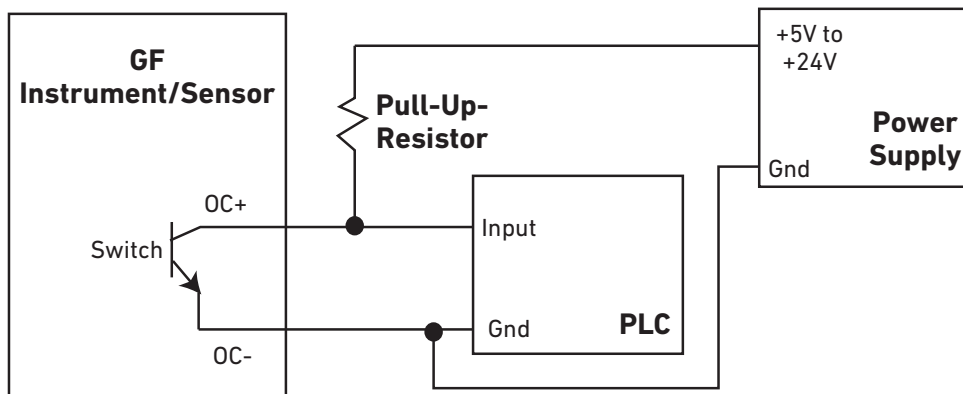 GF
Instrument/Sensor
OC+
Switch
OC-
Pull-Up-
Resistor
Input
Gnd
PLC
+5V to
+24V
Power
Supply
Gnd